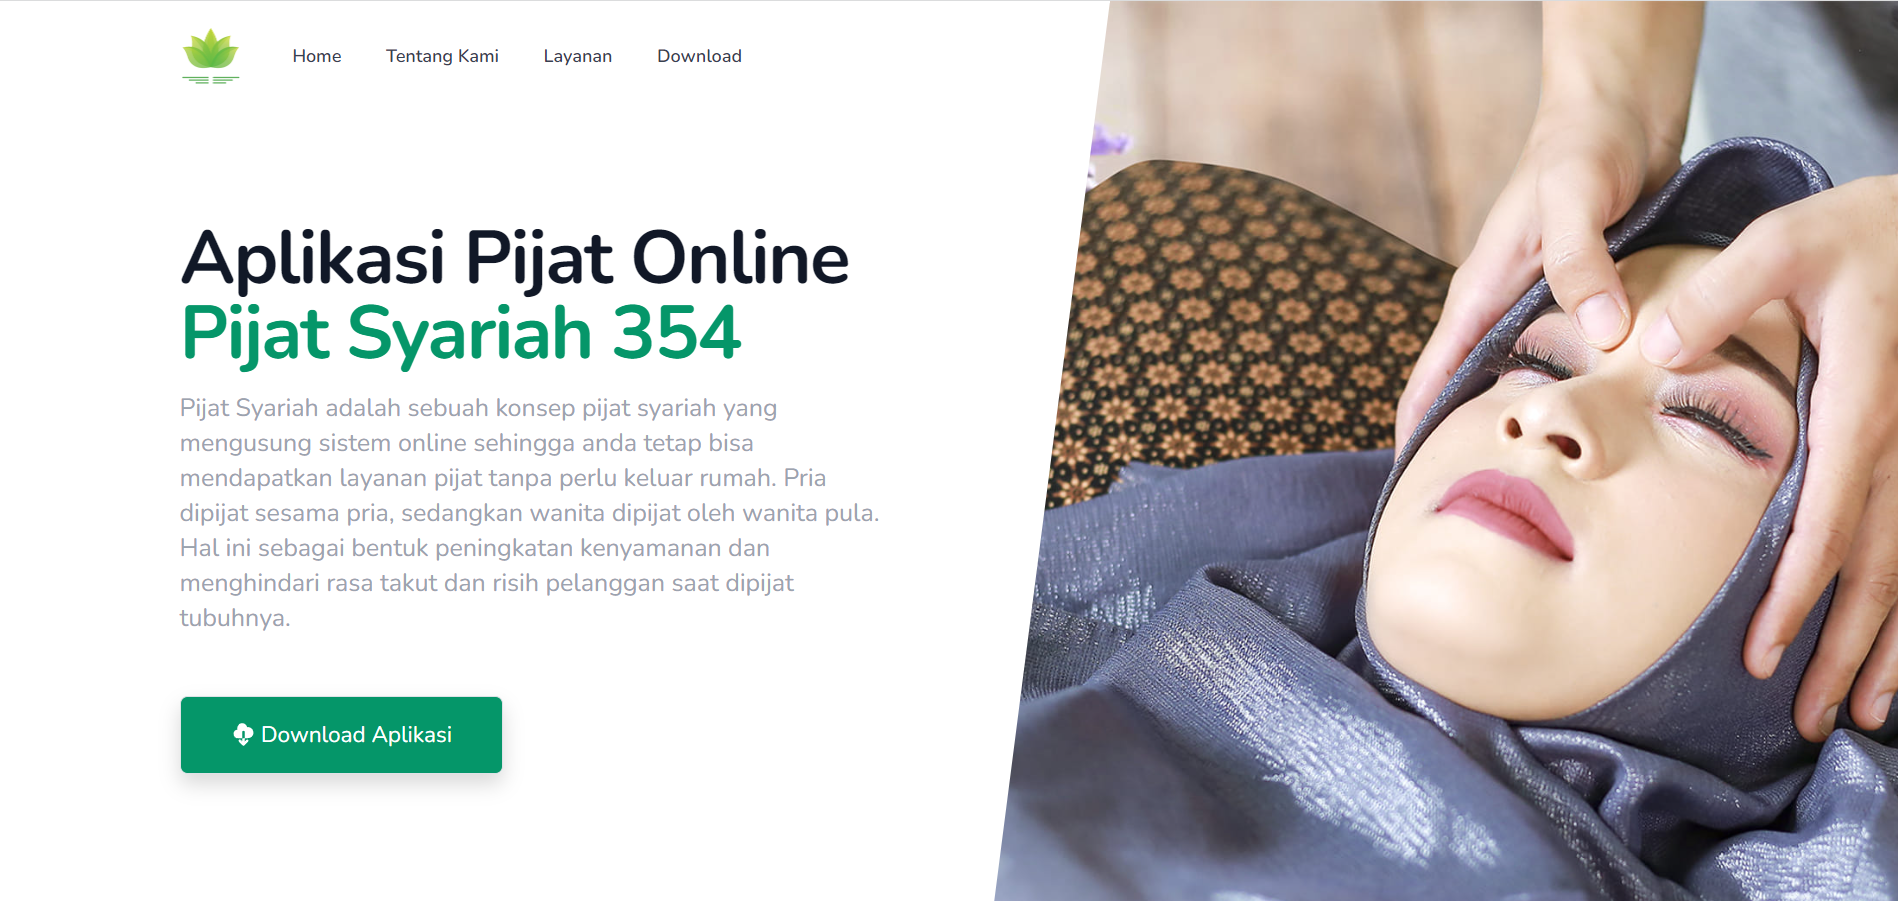 Home Tentang Kami Layanan Download
Aplikasi Pijat Online
Pijat Syariah 354
Pijat Syariah adalah sebuah konsep pijat syariah yang
mengusung sistem online sehingga anda tetap bisa
mendapatkan layanan pijat tanpa perlu keluar rumah. Pria
dipijat sesama pria, sedangkan wanita dipijat oleh wanita pula.
Hal ini sebagai bentuk peningkatan kenyamanan dan
menghindari rasa takut dan risih pelanggan saat dipijat
tubuhnya.
Download Aplikasi